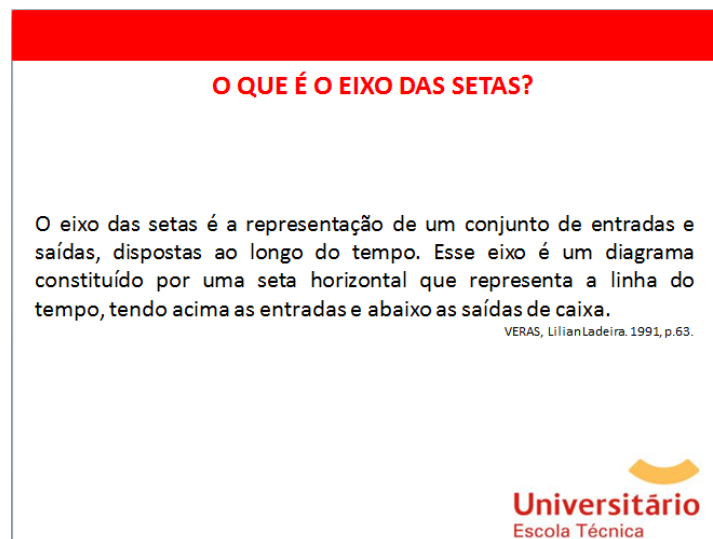 O QUE É O EIXO DAS SETAS?
O eixo das setas é a representação de um conjunto de entradas e
saídas, dispostas ao longo do tempo. Esse eixo é um diagrama
constituído por uma seta horizontal que representa a linha do
tempo, tendo acima as entradas e abaixo as saídas de caixa.
VERAS, Lilian Ladeira. 1991, p.63.
Universitário
Escola Técnica